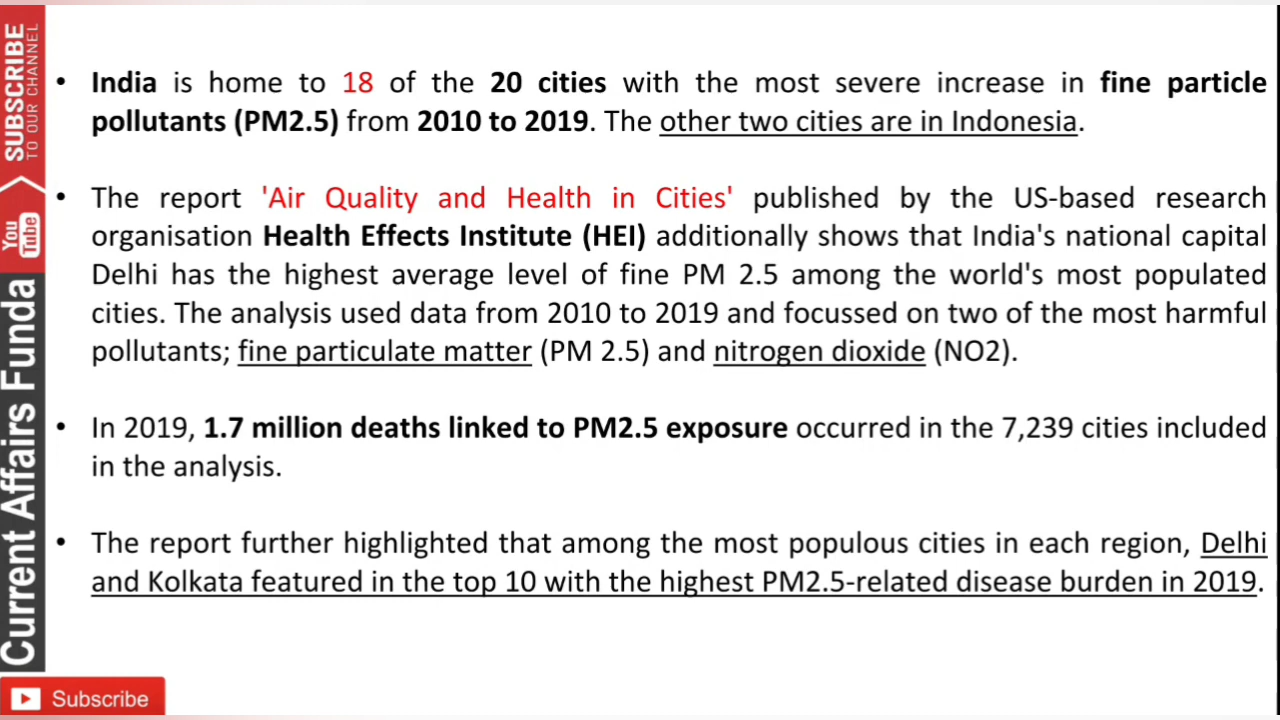 SUBSCRIBE
TO OUR CHANNEL
You
Tube
Current Affairs Funda
• India is home to 18 of the 20 cities with the most severe increase in fine particle
pollutants (PM2.5) from 2010 to 2019. The other two cities are in Indonesia.
• The report 'Air Quality and Health in Cities' published by the US-based research
organisation Health Effects Institute (HEI) additionally shows that India's national capital
Delhi has the highest average level of fine PM 2.5 among the world's most populated
cities. The analysis used data from 2010 to 2019 and focussed on two of the most harmful
pollutants; fine particulate matter (PM 2.5) and nitrogen dioxide (NO2).
• In 2019, 1.7 million deaths linked to PM2.5 exposure occurred in the 7,239 cities included
in the analysis.
• The report further highlighted that among the most populous cities in each region, Delhi
and Kolkata featured in the top 10 with the highest PM2.5-related disease burden in 2019.
Subscribe